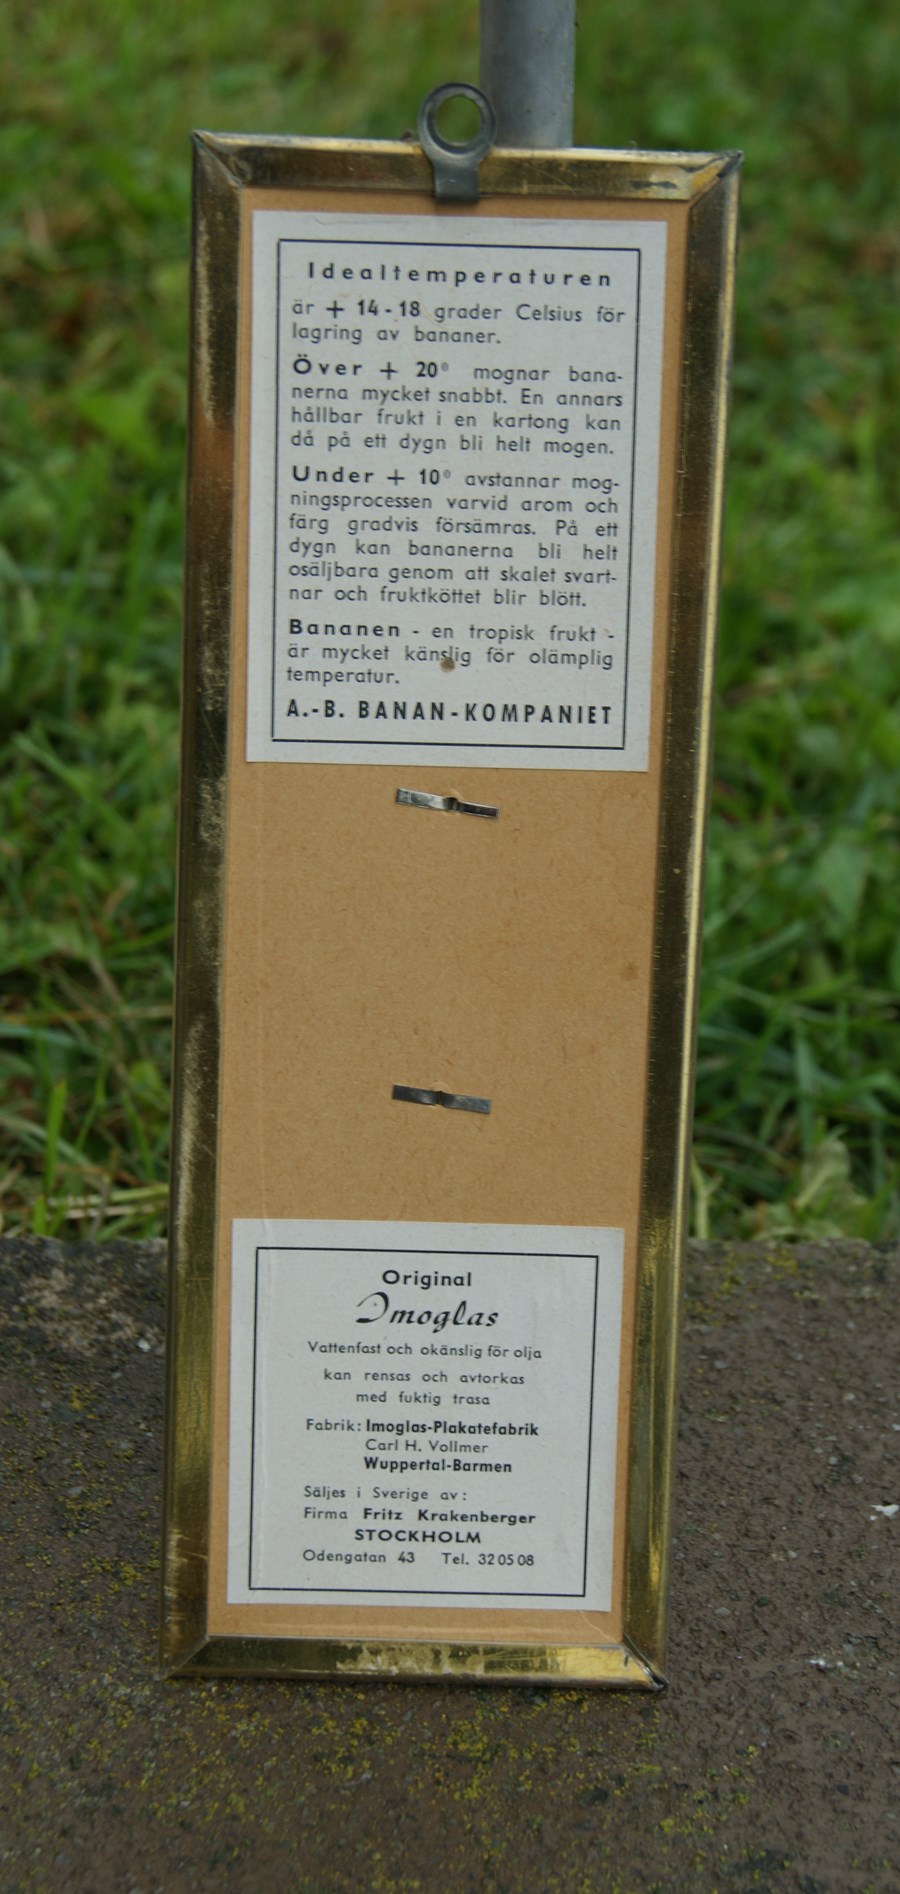 Idealtemperaturen
är + 14-18 grader Celsius för
lagring av bananer.
Över + 20° mognar bana-
nerna mycket snabbt. En annars
hållbar frukt i en kartong kan
då på ett dygn bli helt mogen.
Under + 10° avstannar mog-
ningsprocessen varvid arom och
färg gradvis försämras. På ett
dygn kan bananerna bli helt
osäljbara genom att skalet svart-
nar och fruktköttet blir blött.
Bananen - en tropisk frukt -
är mycket känslig för olämplig
temperatur.
A.-B. BANAN-KOMPANIET
Original
Imoglas
Vattenfast och okänslig för olja
kan rensas och avtorkas
med fuktig trasa
Fabrik: Imoglas-Plakatefabrik
Carl H. Vollmer
Wuppertal-Barmen
Säljes i Sverige av:
Firma Fritz Krakenberger
STOCKHOLM
Odengatan 43 Tel. 32 05 08